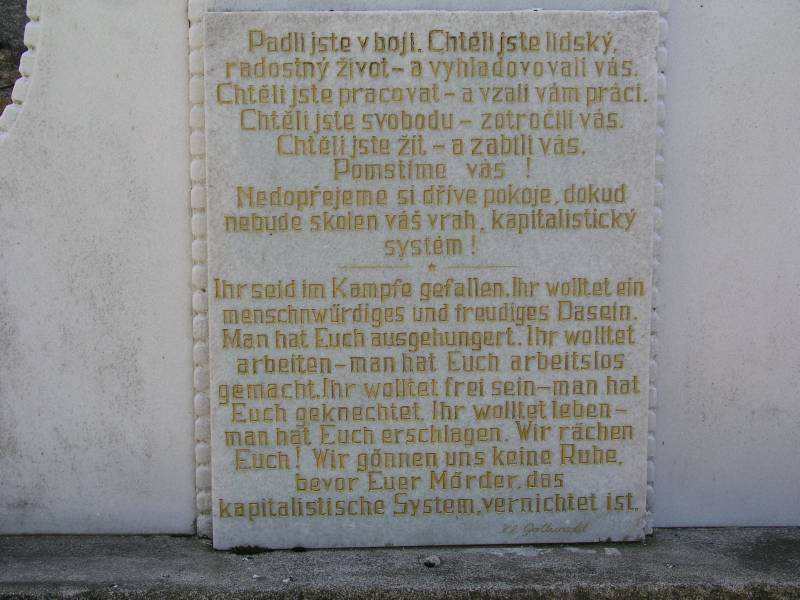 Padli jste v boji. Chtěli jste lidský,
radostný život - a vyhladovovali vás.
Chtěli jste pracovat - a vzali vám práci.
Chtěli jste svobodu - zotročili vás.
Chtěli jste žít - a zabili vás.
Pomstíme vás !
Nedopřejeme si dříve pokoje, dokud
nebude skolen váš vrah, kapitalistický
systém !
Ihr seid im Kampfe gefallen. Ihr wolltet ein
menschnwürdiges und freudiges Dasein.
Man hat Euch ausgehungert. Ihr wolltet
arbeiten - man hat Euch arbeitslos
gemacht. Ihr wolltet frei sein - man hat
Euch geknechtet. Ihr wolltet leben -
man hat Euch erschlagen. Wir rächen
Euch! Wir gönnen uns keine Ruhe,
bevor Euer Mörder, das
kapitalistische System, vernichtet ist.
Kl Gottwald